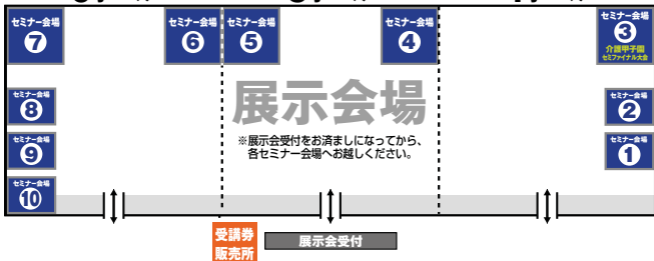 セミナー会場
7
セミナー会場
6
セミナー会場
5
セミナー会場
4
セミナー会場
3
介護甲子園
セミファイナル大会
セミナー会場
8
展示会場
セミナー会場
2
※展示会受付をお済ましになってから、
各セミナー会場へお越しください。
セミナー会場
9
セミナー会場
1
セミナー会場
10
受講券
販売所
展示会受付